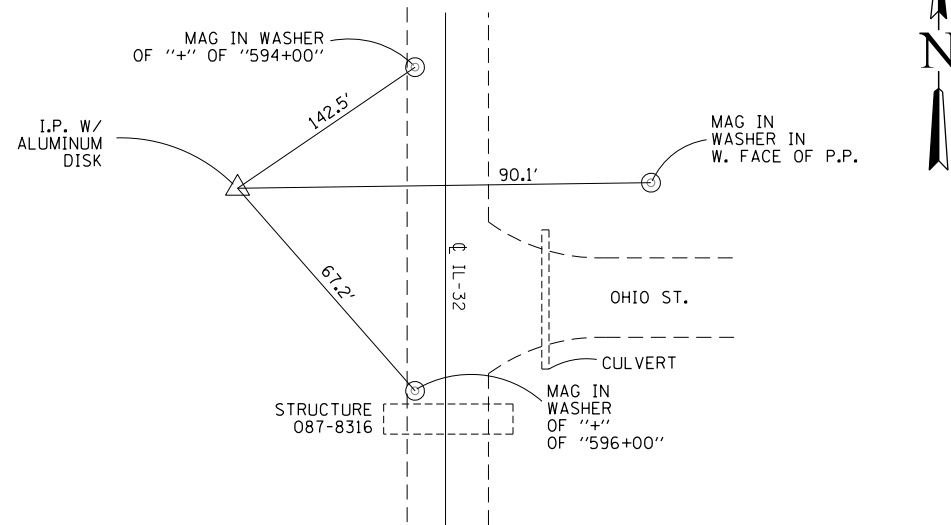 MAG IN WASHER
OF "+" OF "594+00"
N
I.P. W/
ALUMINUM
DISK
142.5'
MAG IN
WASHER IN
W. FACE OF P.P.
90.1'
67.2'
℄ IL-32
OHIO ST.
CULVERT
STRUCTURE
087-8316
MAG IN
WASHER
OF "+"
OF "596+00"